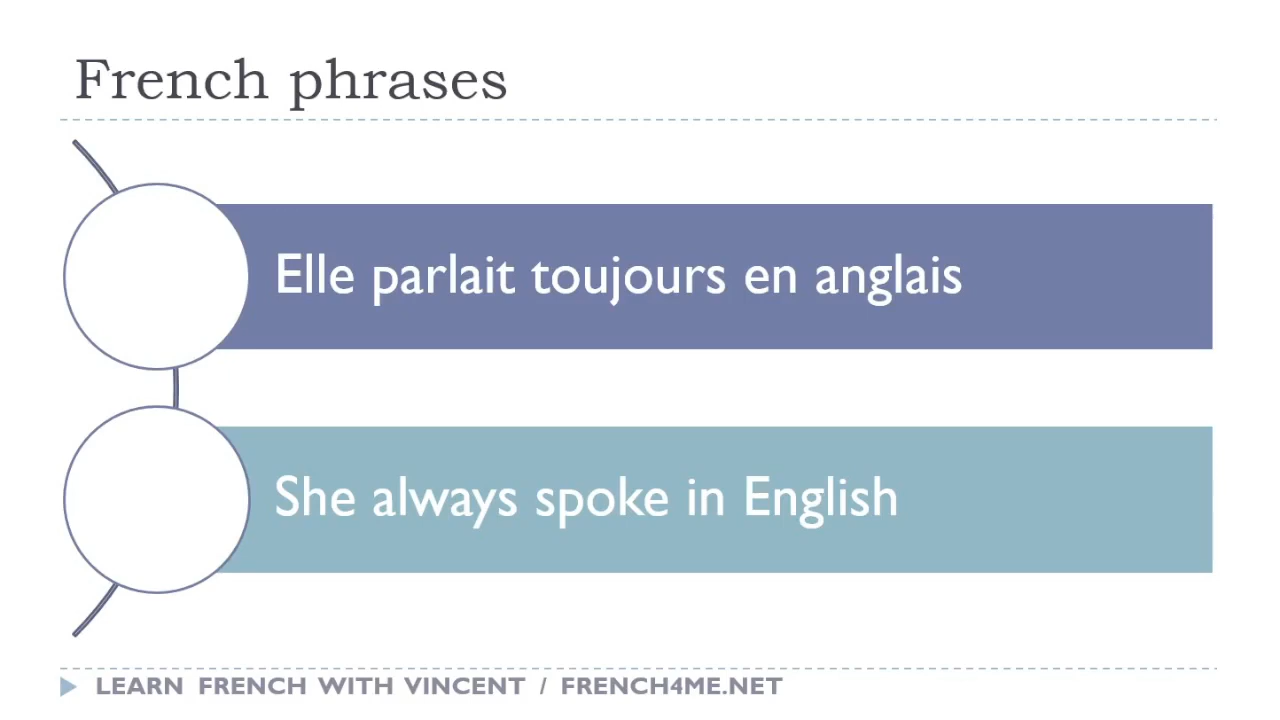 French phrases
Elle parlait toujours en anglais
She always spoke in English
LEARN FRENCH WITH VINCENT / FRENCH4ME.NET